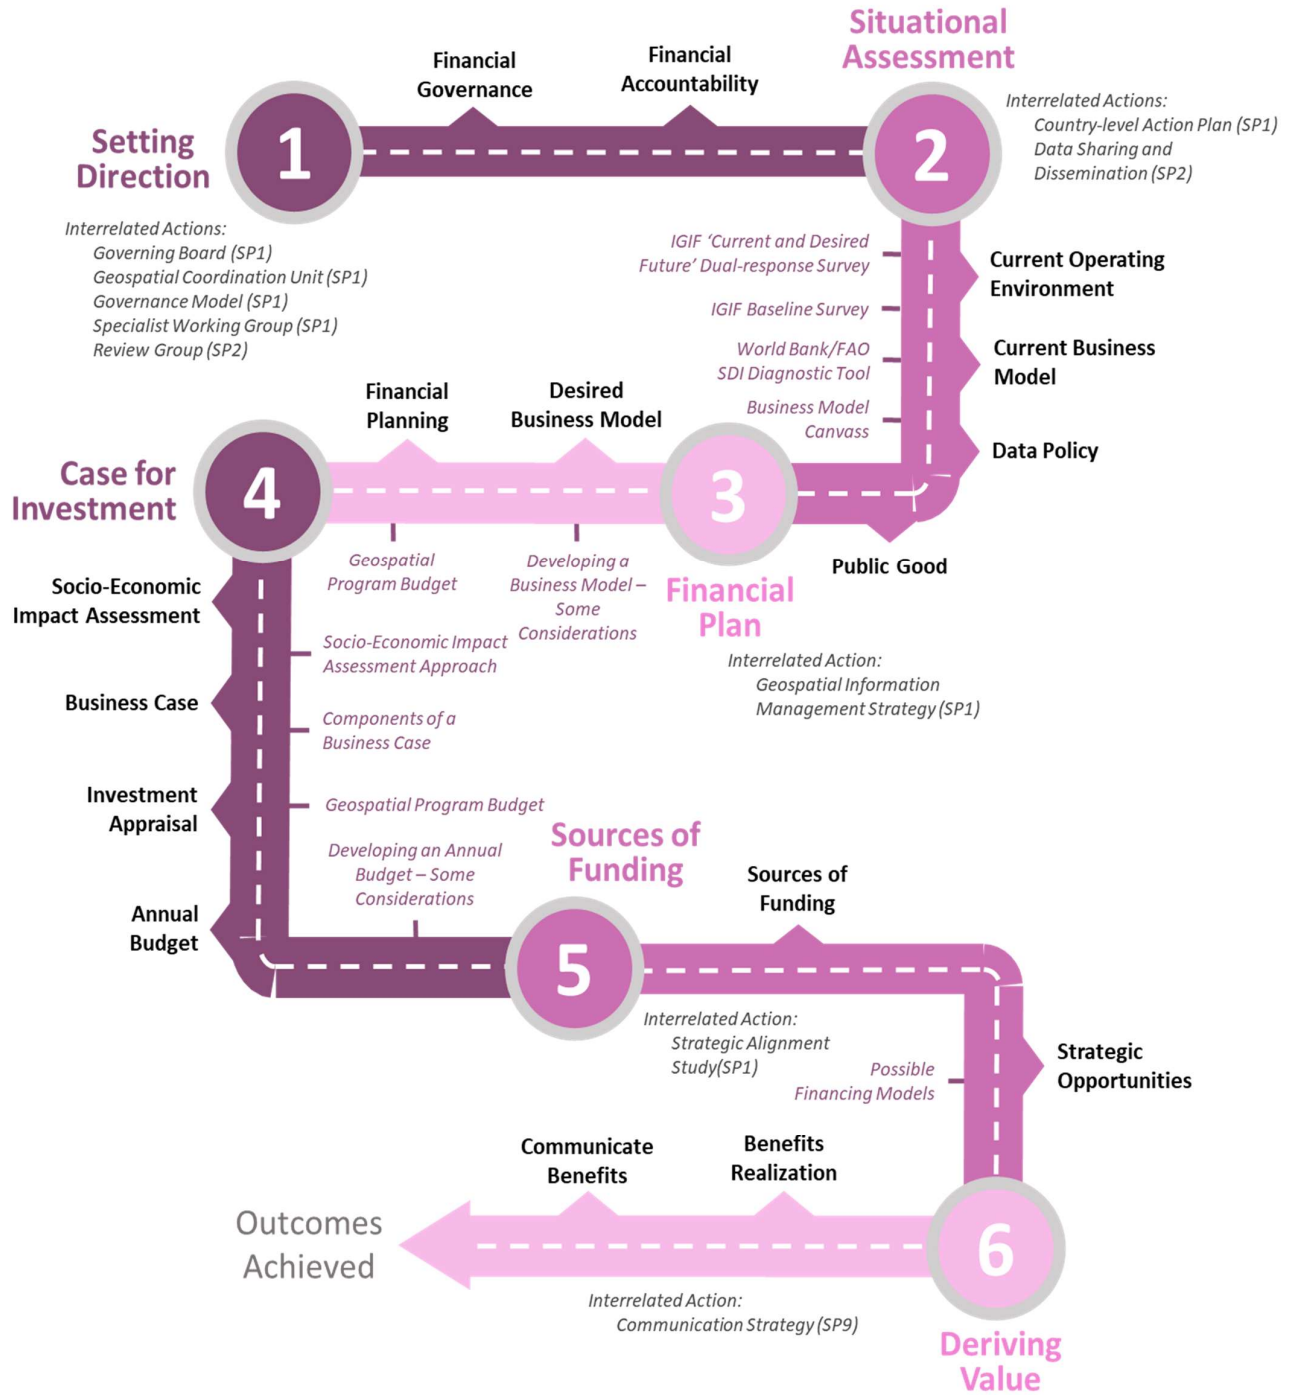 Setting
Direction
1
Interrelated Actions:
Governing Board (SP1)
Geospatial Coordination Unit (SP1)
Governance Model (SP1)
Specialist Working Group (SP1)
Review Group (SP2)
Financial
Governance
Financial
Accountability
Situational
Assessment
2
Interrelated Actions:
Country-level Action Plan (SP1)
Data Sharing and
Dissemination (SP2)
IGIF ‘Current and Desired
Future’ Dual-response Survey
IGIF Baseline Survey
World Bank/FAO
SDI Diagnostic Tool
Business Model
Canvass
Current Operating
Environment
Current Business
Model
Data Policy
Public Good
3
Financial
Plan
Interrelated Action:
Geospatial Information
Management Strategy (SP1)
Desired
Business Model
Financial
Planning
Developing a
Business Model –
Some
Considerations
Geospatial
Program Budget
Case for
Investment
4
Socio-Economic
Impact Assessment
Business Case
Investment
Appraisal
Annual
Budget
Socio-Economic Impact
Assessment Approach
Components of a
Business Case
Geospatial Program Budget
Developing an Annual
Budget – Some
Considerations
Sources of
Funding
5
Interrelated Action:
Strategic Alignment
Study(SP1)
Sources of
Funding
Strategic
Opportunities
Possible
Financing Models
6
Deriving
Value
Benefits
Realization
Communicate
Benefits
Interrelated Action:
Communication Strategy (SP9)
Outcomes
Achieved